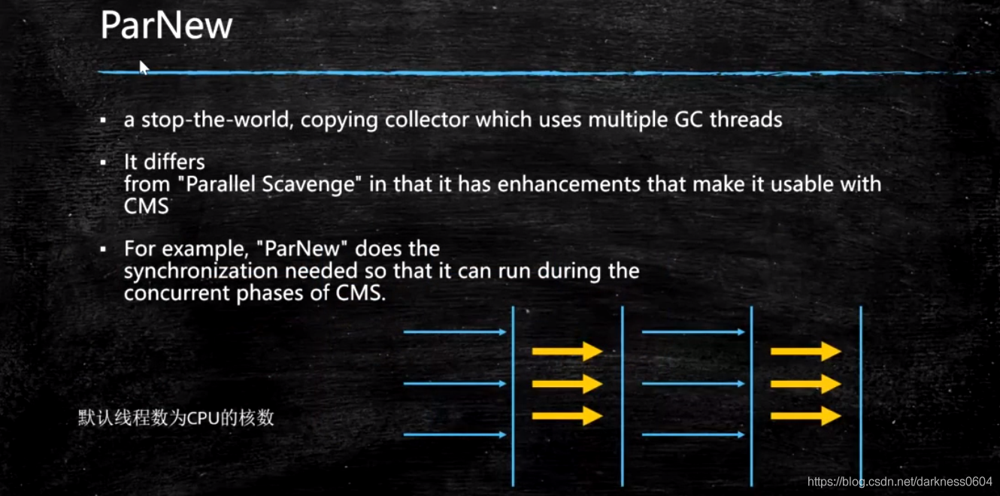 ParNew
▪ a stop-the-world, copying collector which uses multiple GC threads
▪ It differs
from "Parallel Scavenge" in that it has enhancements that make it usable with
CMS
▪ For example, "ParNew" does the
synchronization needed so that it can run during the
concurrent phases of CMS.
默认线程数为CPU的核数
https://blog.csdn.net/darkness0604